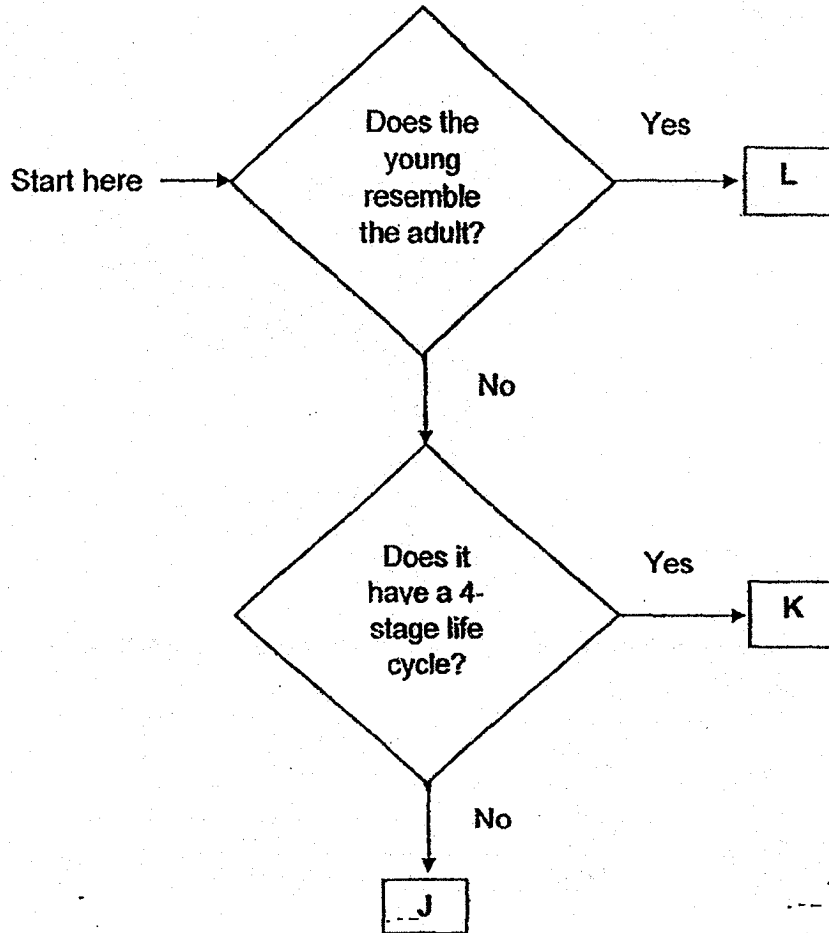 Does the
young
resemble
the adult?
Start here
Yes
L
No
Does it
have a 4-
stage life
cycle?
Yes
K
No
J